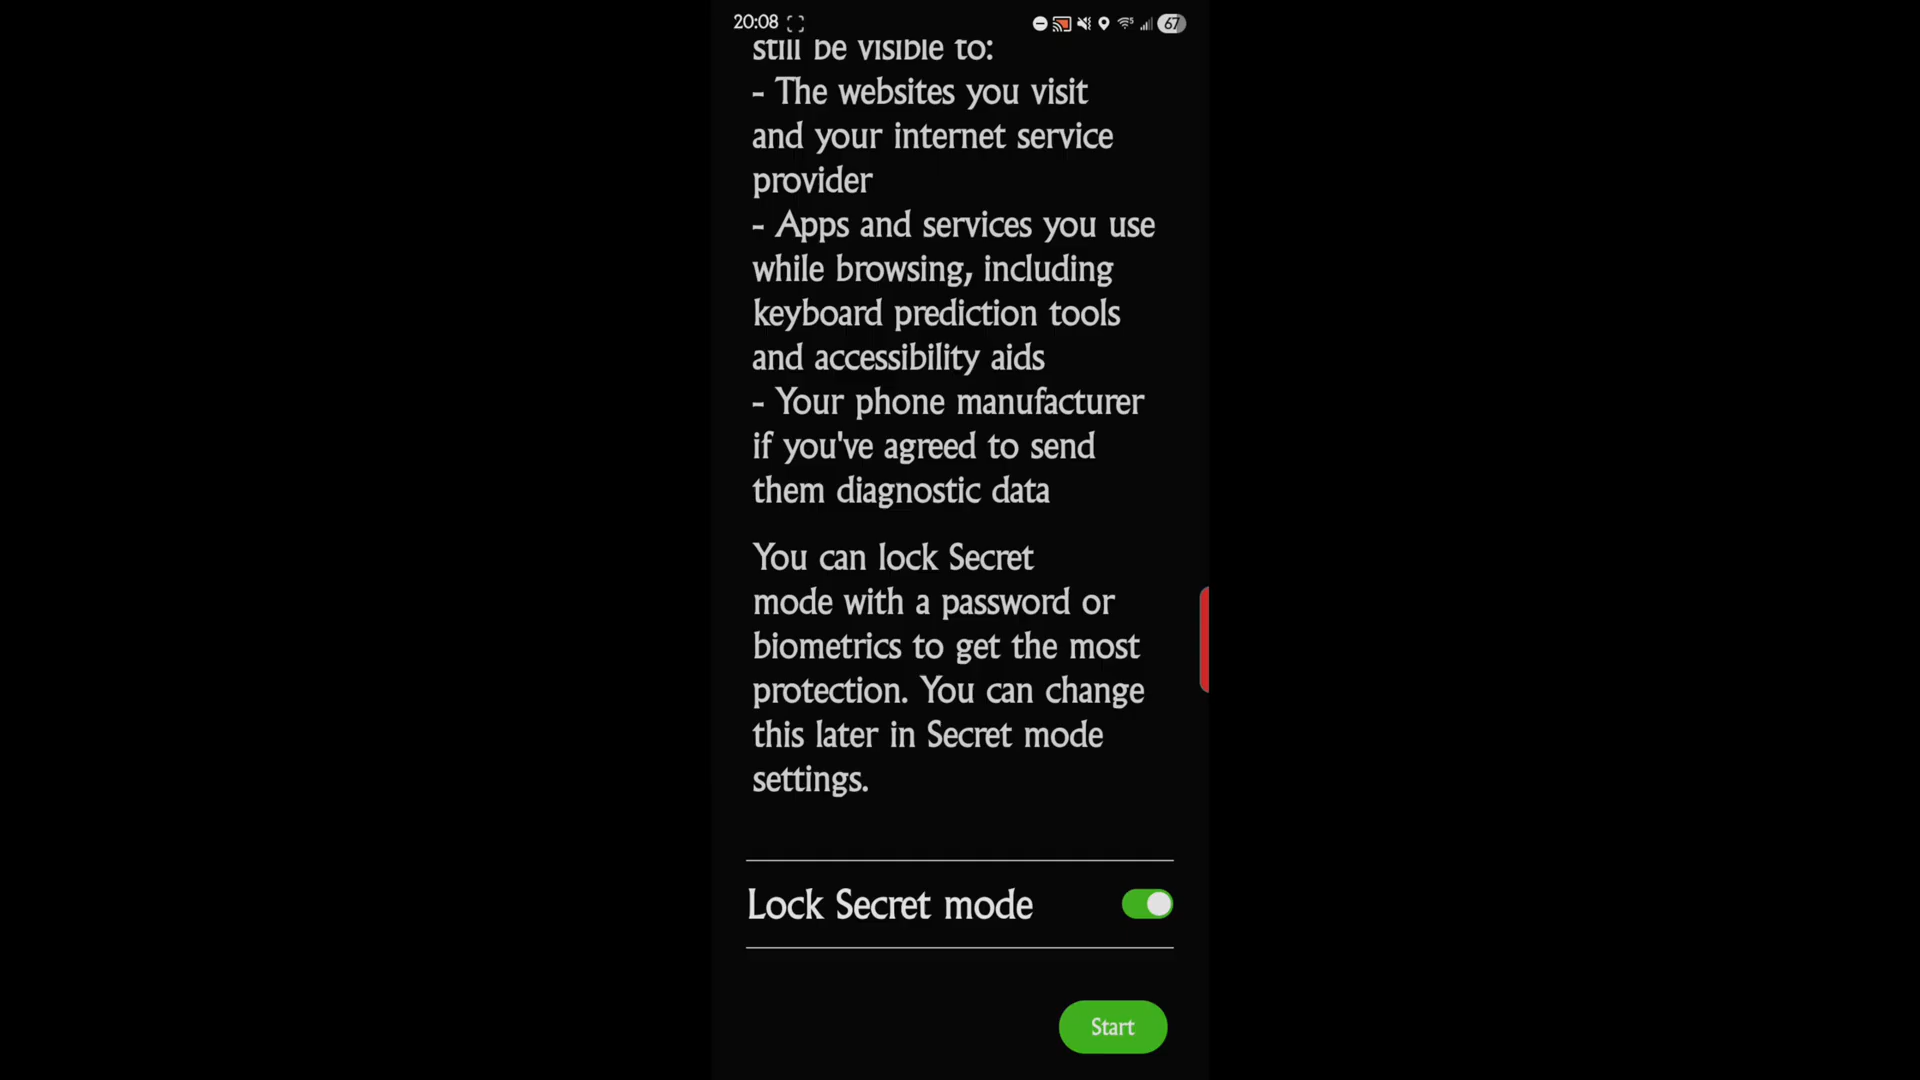 20:08
67
still be visible to:
- The websites you visit
and your internet service
provider
- Apps and services you use
while browsing, including
keyboard prediction tools
and accessibility aids
- Your phone manufacturer
if you've agreed to send
them diagnostic data
You can lock Secret
mode with a password or
biometrics to get the most
protection. You can change
this later in Secret mode
settings.
Lock Secret mode
Start